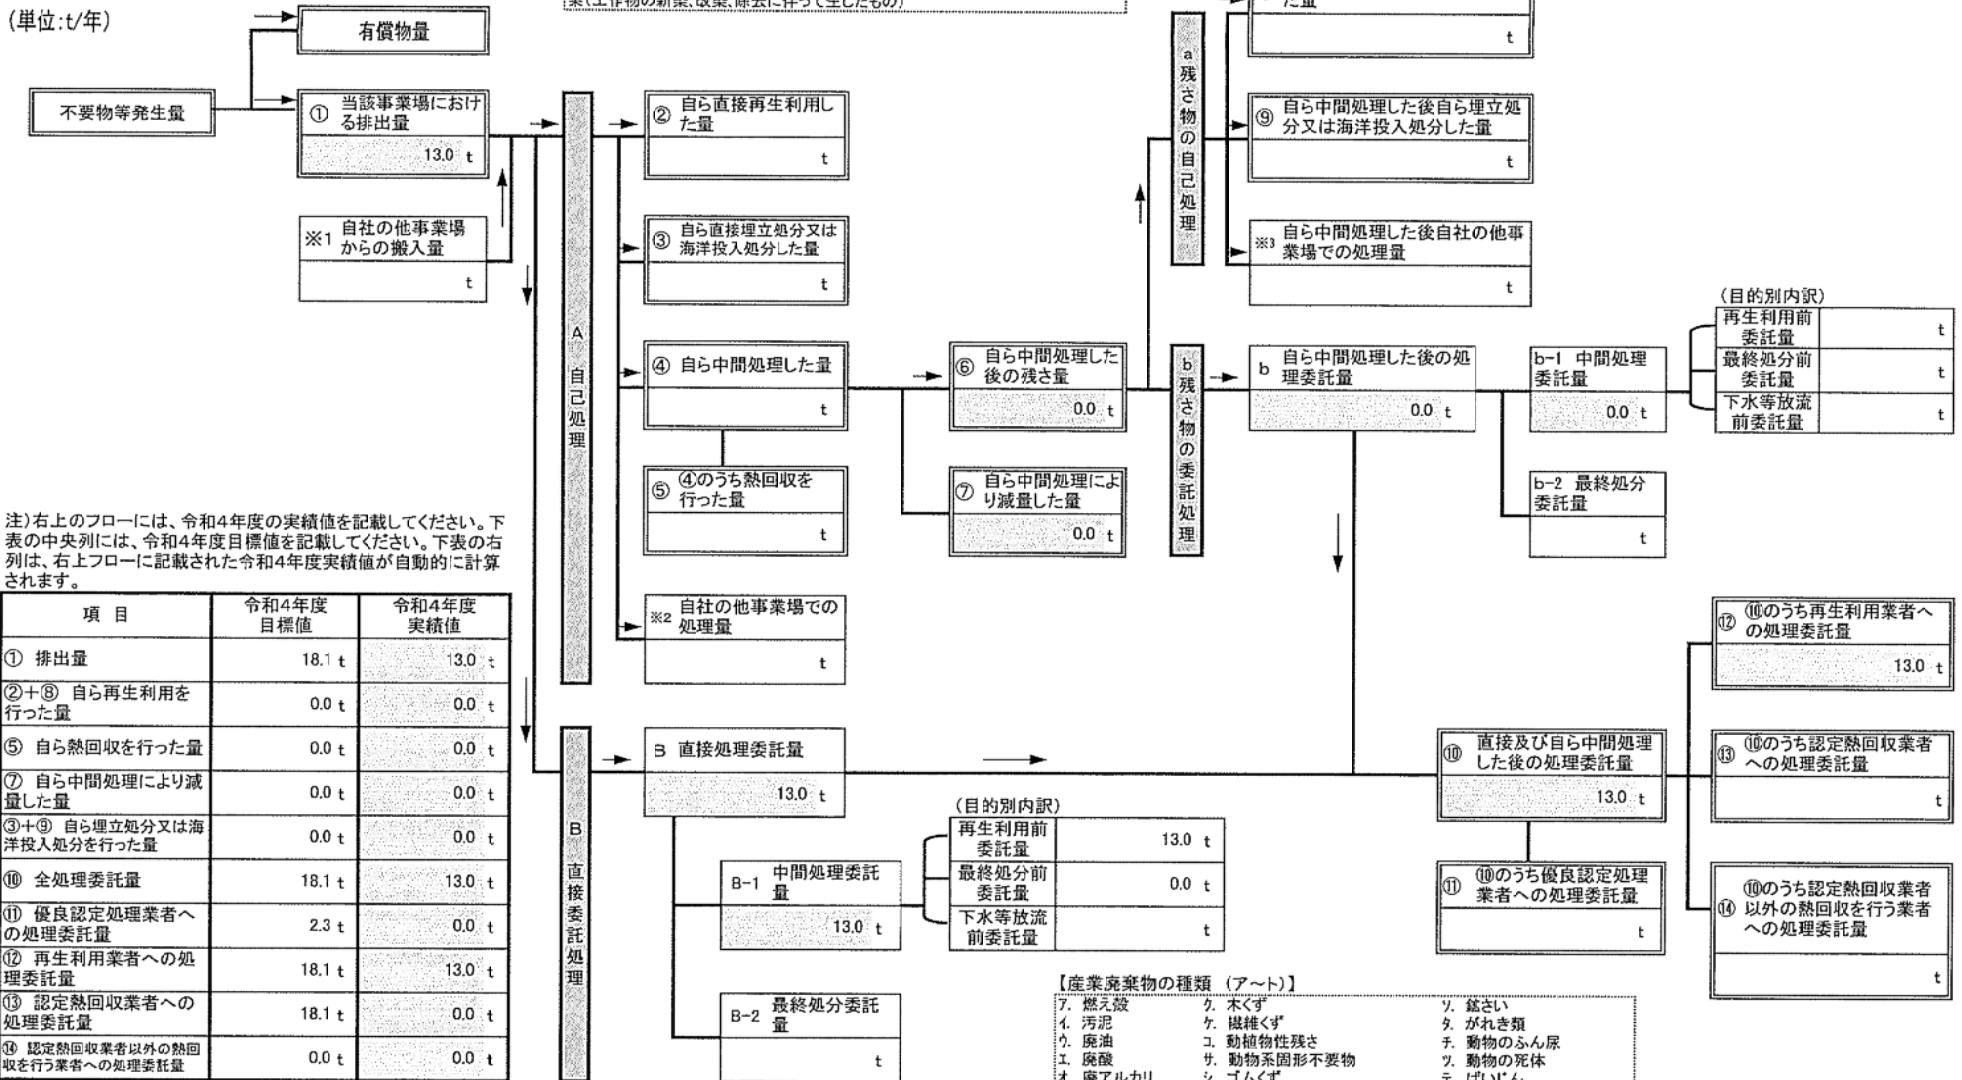 (単位:t/年)
業(工作物の新築、改築、除去に伴って生じたもの)
有償物量
不要物等発生量
① 当該事業場におけ
る排出量
13.0 t
※1 自社の他事業場
からの搬入量
t
A 自己処理
② 自ら直接再生利用し
た量
t
③ 自ら直接埋立処分又は
海洋投入処分した量
t
④ 自ら中間処理した量
t
⑤ ④のうち熱回収を
行った量
t
※2 自社の他事業場での
処理量
t
⑥ 自ら中間処理した
後の残さ量
0.0 t
⑦ 自ら中間処理によ
り減量した量
0.0 t
a 残さ物の自己処理
た量
t
⑨ 自ら中間処理した後自ら埋立処
分又は海洋投入処分した量
t
※3 自ら中間処理した後自社の他事
業場での処理量
t
b 残さ物の委託処理
b 自ら中間処理した後の処
理委託量
0.0 t
b-1 中間処理
委託量
0.0 t
(目的別内訳)
再生利用前
委託量
t
最終処分前
委託量
t
下水等放流
前委託量
t
b-2 最終処分
委託量
t
注)右上のフローには、令和4年度の実績値を記載してください。下
表の中央列には、令和4年度目標値を記載してください。下表の右
列は、右上フローに記載された令和4年度実績値が自動的に計算
されます。
項 目 令和4年度
目標値 令和4年度
実績値
① 排出量 18.1 t 13.0 t
②+⑧ 自ら再生利用を
行った量 0.0 t 0.0 t
⑤ 自ら熱回収を行った量 0.0 t 0.0 t
⑦ 自ら中間処理により減
量した量 0.0 t 0.0 t
③+⑨ 自ら埋立処分又は海
洋投入処分を行った量 0.0 t 0.0 t
⑩ 全処理委託量 18.1 t 13.0 t
⑪ 優良認定処理業者へ
の処理委託量 2.3 t 0.0 t
⑫ 再生利用業者への処
理委託量 18.1 t 13.0 t
⑬ 認定熱回収業者への
処理委託量 18.1 t 0.0 t
⑭ 認定熱回収業者以外の熱回
収を行う業者への処理委託量 0.0 t 0.0 t
B 直接委託処理
B 直接処理委託量
13.0 t
B-1 中間処理委託
量
13.0 t
(目的別内訳)
再生利用前
委託量
13.0 t
最終処分前
委託量
0.0 t
下水等放流
前委託量
t
B-2 最終処分委託
量
t
⑩ 直接及び自ら中間処理
した後の処理委託量
13.0 t
⑪ ⑩のうち優良認定処理
業者への処理委託量
t
⑫ ⑩のうち再生利用業者へ
の処理委託量
13.0 t
⑬ ⑩のうち認定熱回収業者
への処理委託量
t
⑭ ⑩のうち認定熱回収業者
以外の熱回収を行う業者
への処理委託量
t
【産業廃棄物の種類 (ア~ト)】
ア. 燃え殻 ク. 木くず ソ. 鉱さい
イ. 汚泥 ケ. 繊維くず タ. がれき類
ウ. 廃油 コ. 動植物性残さ チ. 動物のふん尿
エ. 廃酸 サ. 動物系固形不要物 ツ. 動物の死体
オ. 廃アルカリ シ. ゴムくず テ. ばいじん